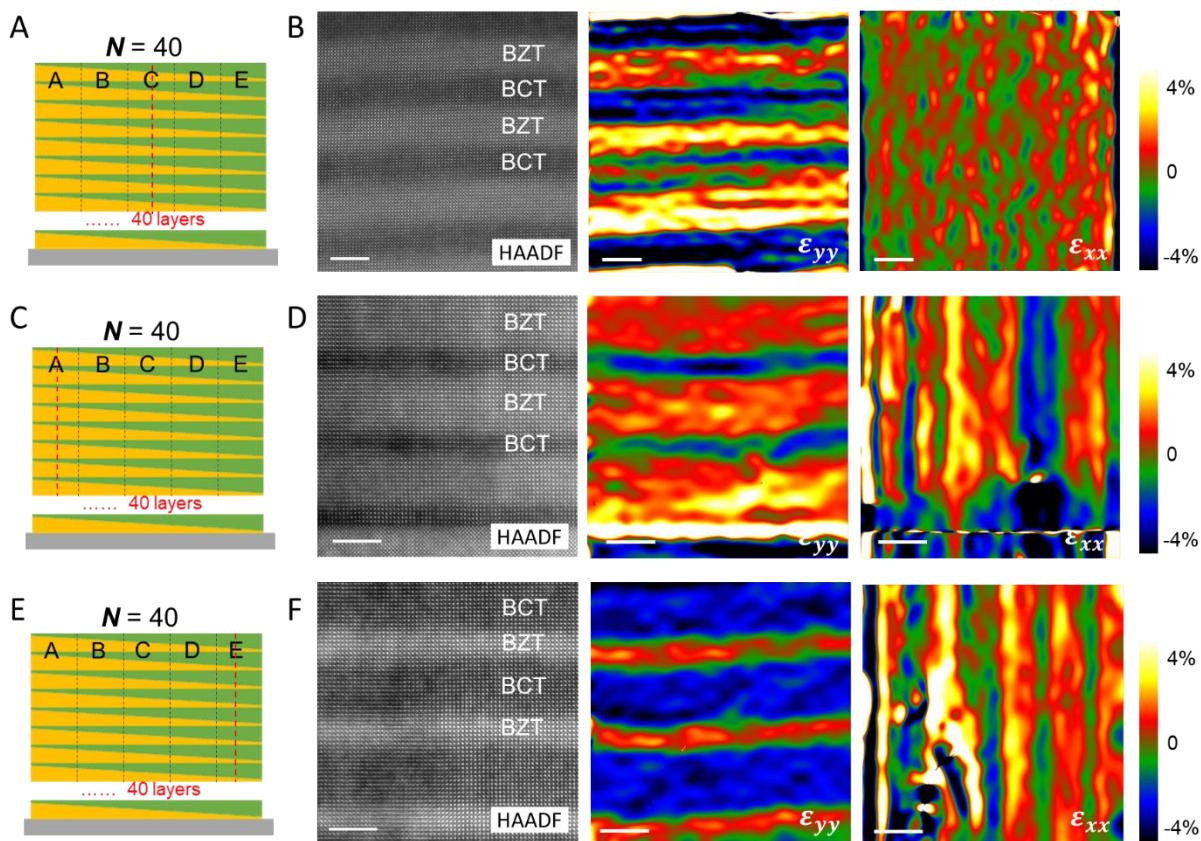 A
N = 40
A B C D E
...... 40 layers
B
BZT
BCT
BZT
BCT
HAADF
εyy
εxx
4%
0
-4%
C
N = 40
A B C D E
...... 40 layers
D
BZT
BCT
BZT
BCT
HAADF
εyy
εxx
4%
0
-4%
E
N = 40
A B C D E
...... 40 layers
F
BCT
BZT
BCT
BZT
HAADF
εyy
εxx
4%
0
-4%